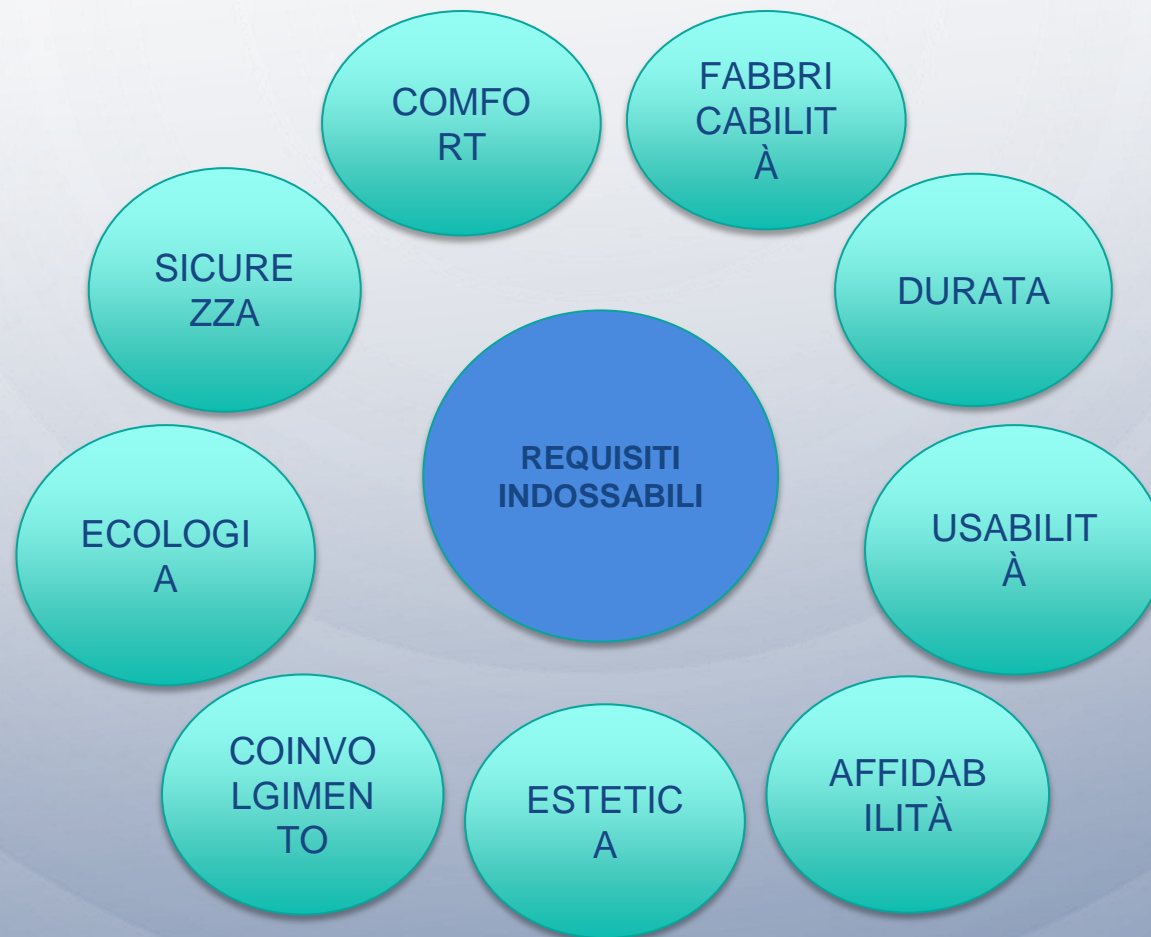 COMFO
RT
FABBRI
CABILIT
À
SICURE
ZZA
DURATA
REQUISITI
INDOSSABILI
ECOLOGI
A
USABILIT
À
COINVO
LGIMEN
TO
ESTETIC
A
AFFIDAB
ILITÀ